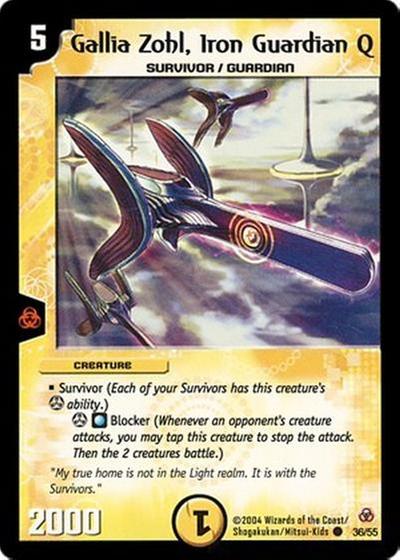 5 Gallia Zohl, Iron Guardian Q
SURVIVOR / GUARDIAN
CREATURE
▪ Survivor (Each of your Survivors has this creature's
ability.)
Blocker (Whenever an opponent's creature
attacks, you may tap this creature to stop the attack.
Then the 2 creatures battle.)
"My true home is not in the Light realm. It is with the
Survivors."
2000
1
©2004 Wizards of the Coast/
Shogakukan/Mitsui-Kids ● 36/55